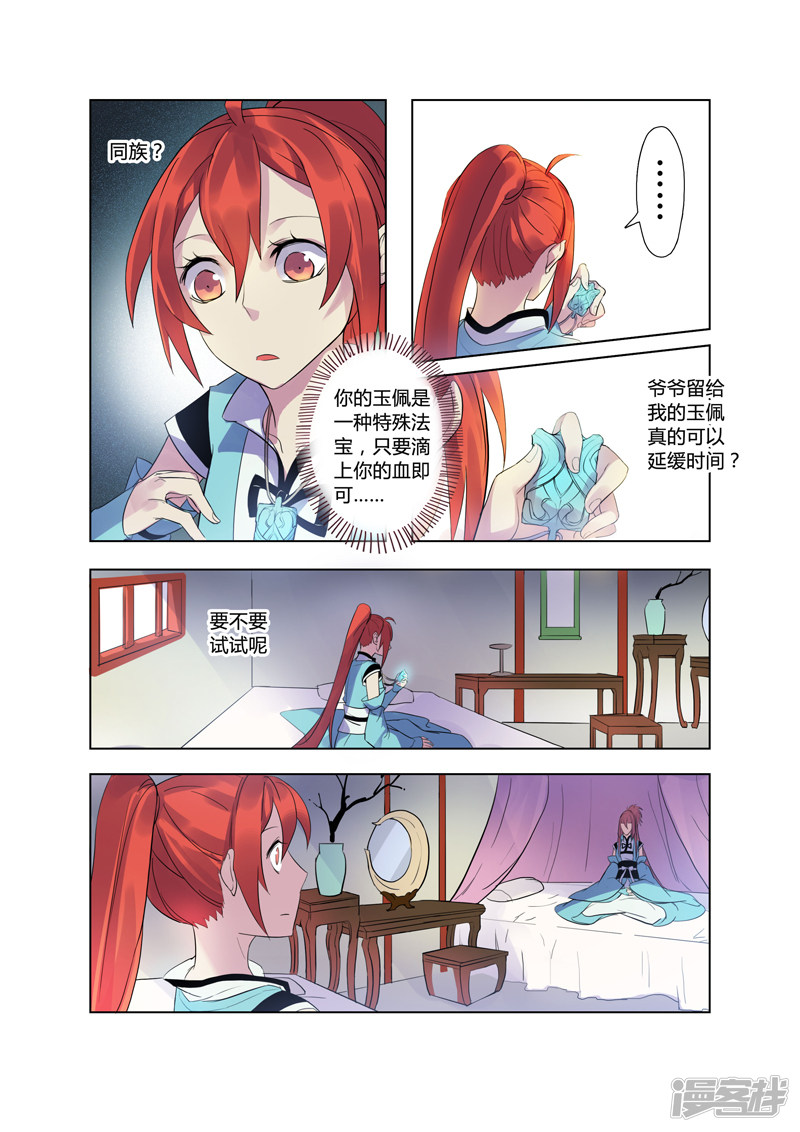 同族？
……
你的玉佩是
一种特殊法
宝，只要滴
上你的血即
可……
爷爷留给
我的玉佩
真的可以
延缓时间？
要不要
试试呢
漫客栈